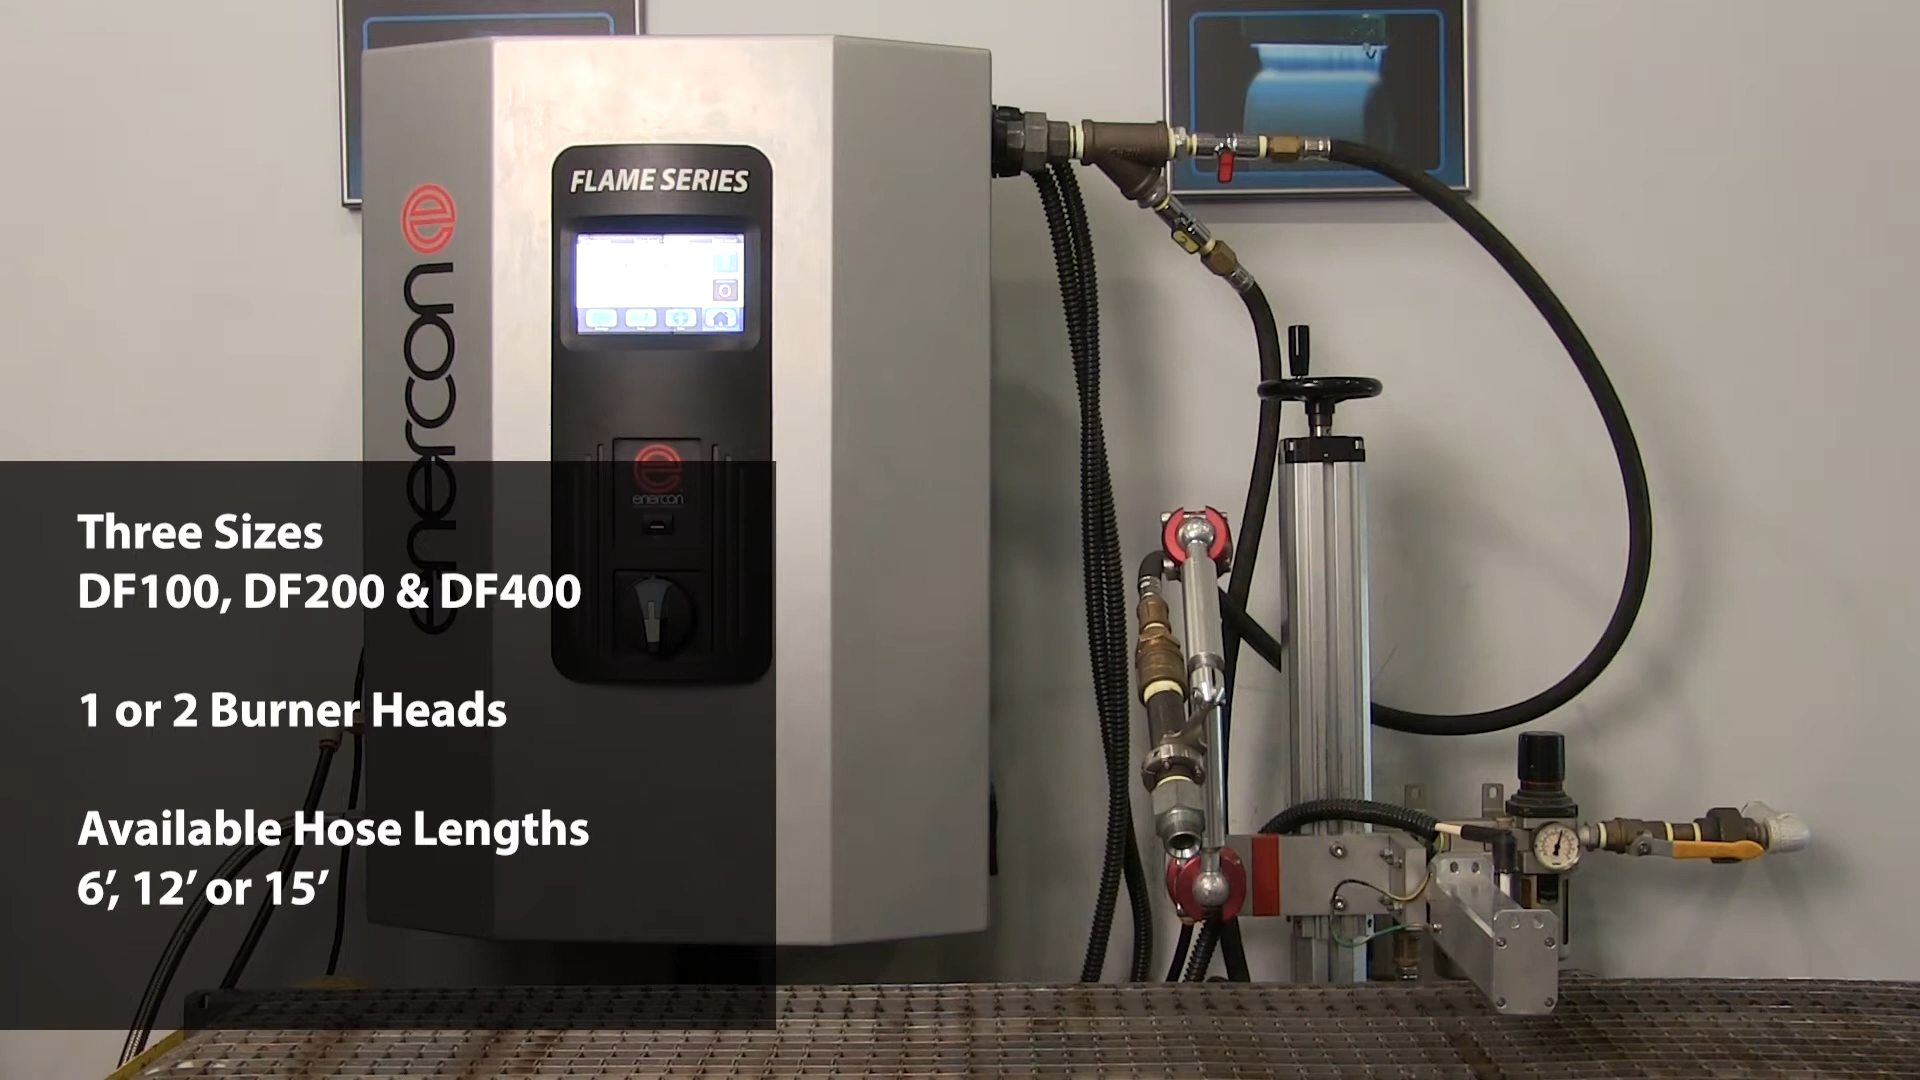 FLAME SERIES
enercon
enercon
Three Sizes
DF100, DF200 & DF400
1 or 2 Burner Heads
Available Hose Lengths
6’, 12’ or 15’